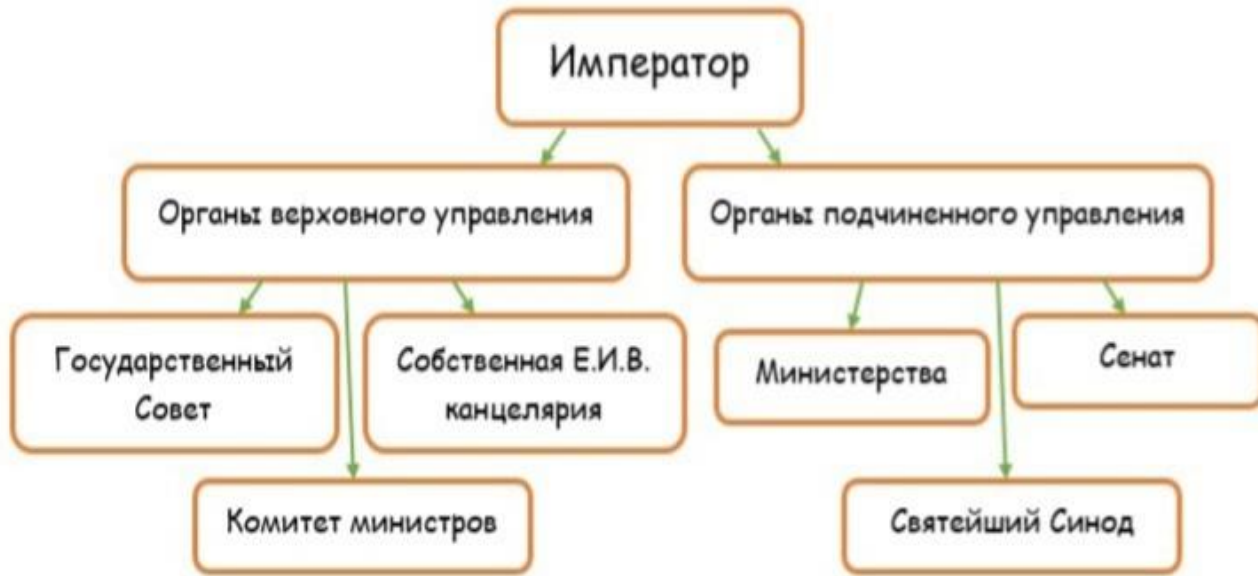 Император
Органы верховного управления
Органы подчиненного управления
Государственный
Совет
Собственная Е.И.В.
канцелярия
Министерства
Сенат
Комитет министров
Святейший Синод